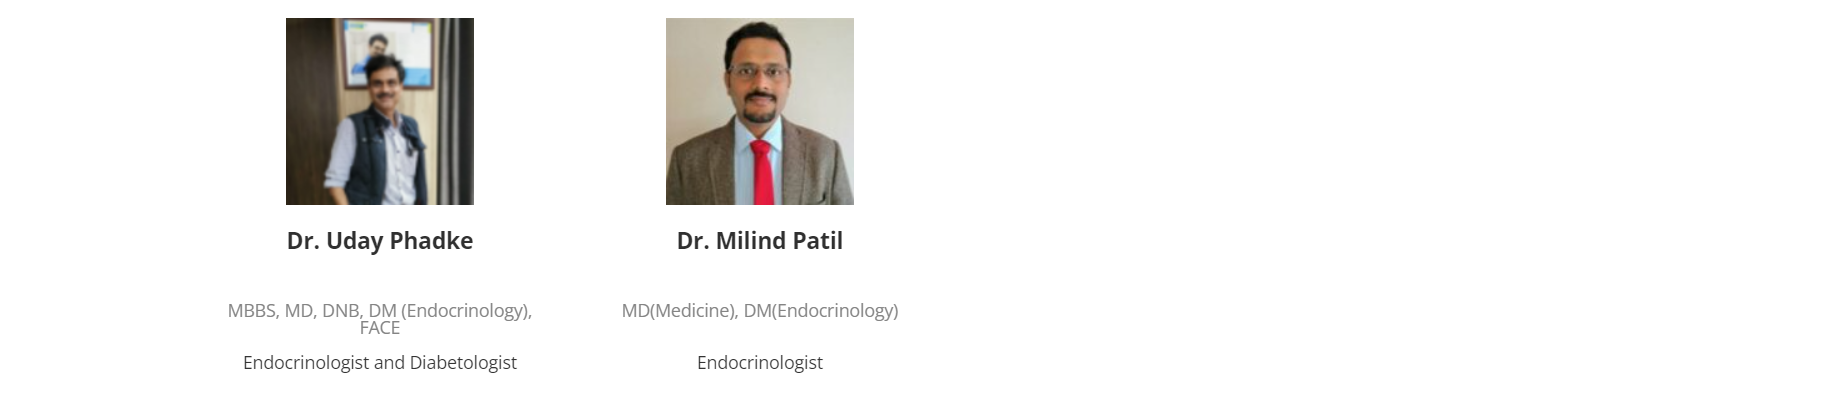 Dr. Uday Phadke
MBBS, MD, DNB, DM (Endocrinology),
FACE
Endocrinologist and Diabetologist
Dr. Milind Patil
MD(Medicine), DM(Endocrinology)
Endocrinologist